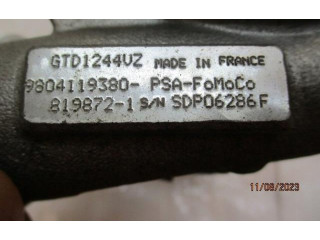 GTD1244VZ MADE IN FRANCE
9804119380- PSA-FoMoCo
819872-1 S/N SDP06286F
11/08/2023